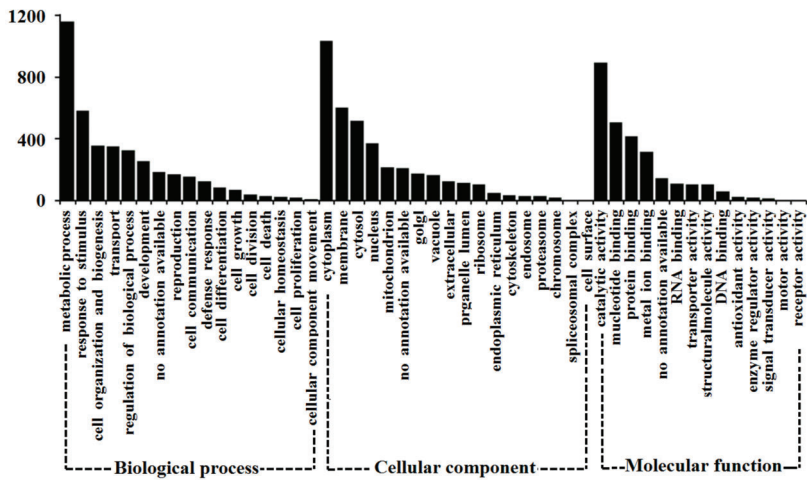 1200
800
400
0
metabolic process
response to stimulus
cell organization and biogenesis
transport
regulation of biological process
development
no annotation available
reproduction
cell communication
defense response
cell differentiation
cell growth
cell division
cell death
cellular homeostasis
cell proliferation
cellular component movement
cytoplasm
membrane
cytosol
nucleus
mitochondrion
no annotation available
golgi
vacuole
extracellular
prganelle lumen
ribosome
endoplasmic reticulum
cytoskeleton
endosome
proteasome
chromosome
spliceosomal complex
cell surface
catalytic activity
nucleotide binding
protein binding
metal ion binding
no annotation available
RNA binding
transporter activity
structuralmolecule activity
DNA binding
antioxidant activity
enzyme regulator activity
signal transducer activity
motor activity
receptor activity
Biological process
Cellular component
Molecular function